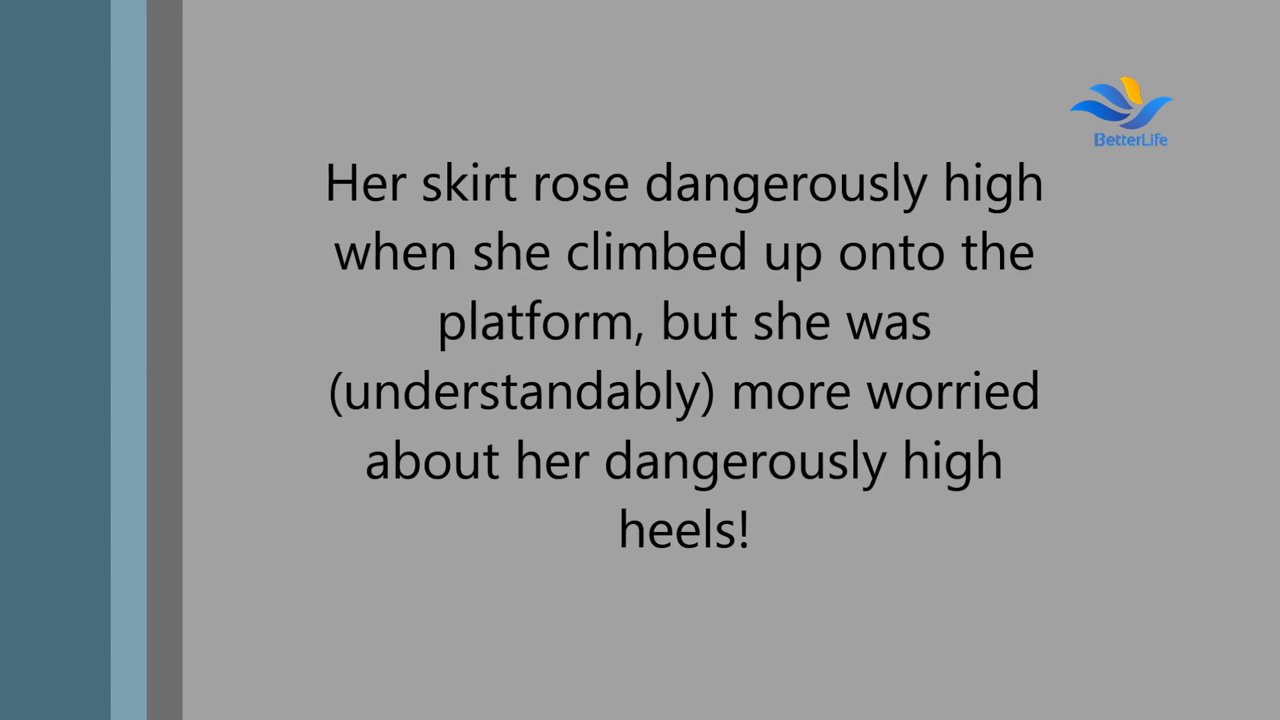 BetterLife
Her skirt rose dangerously high
when she climbed up onto the
platform, but she was
(understandably) more worried
about her dangerously high
heels!